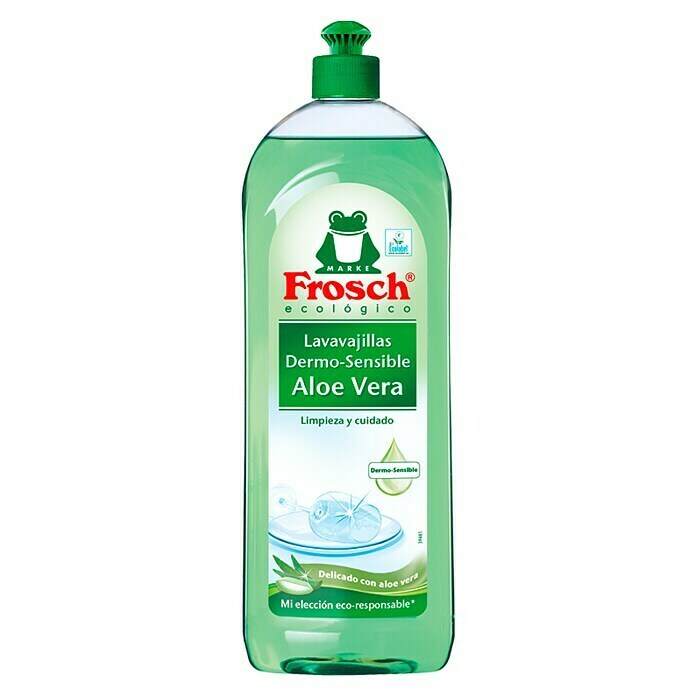 Ecolabel
MARKE
Frosch®
ecológico
Lavavajillas
Dermo-Sensible
Aloe Vera
Limpieza y cuidado
Dermo-Sensible
Delicado con aloe vera
Mi elección eco-responsable*